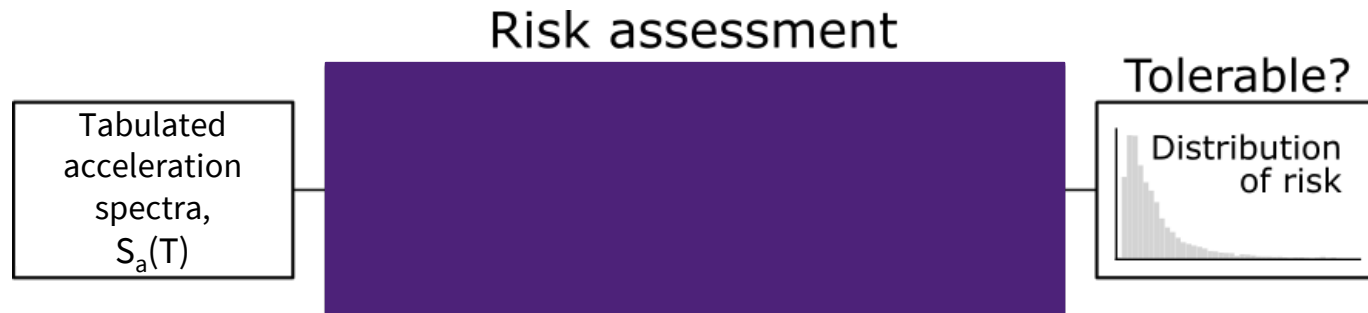 Risk assessment
Tabulated
acceleration
spectra,
Sₐ(T)
Tolerable?
Distribution
of risk